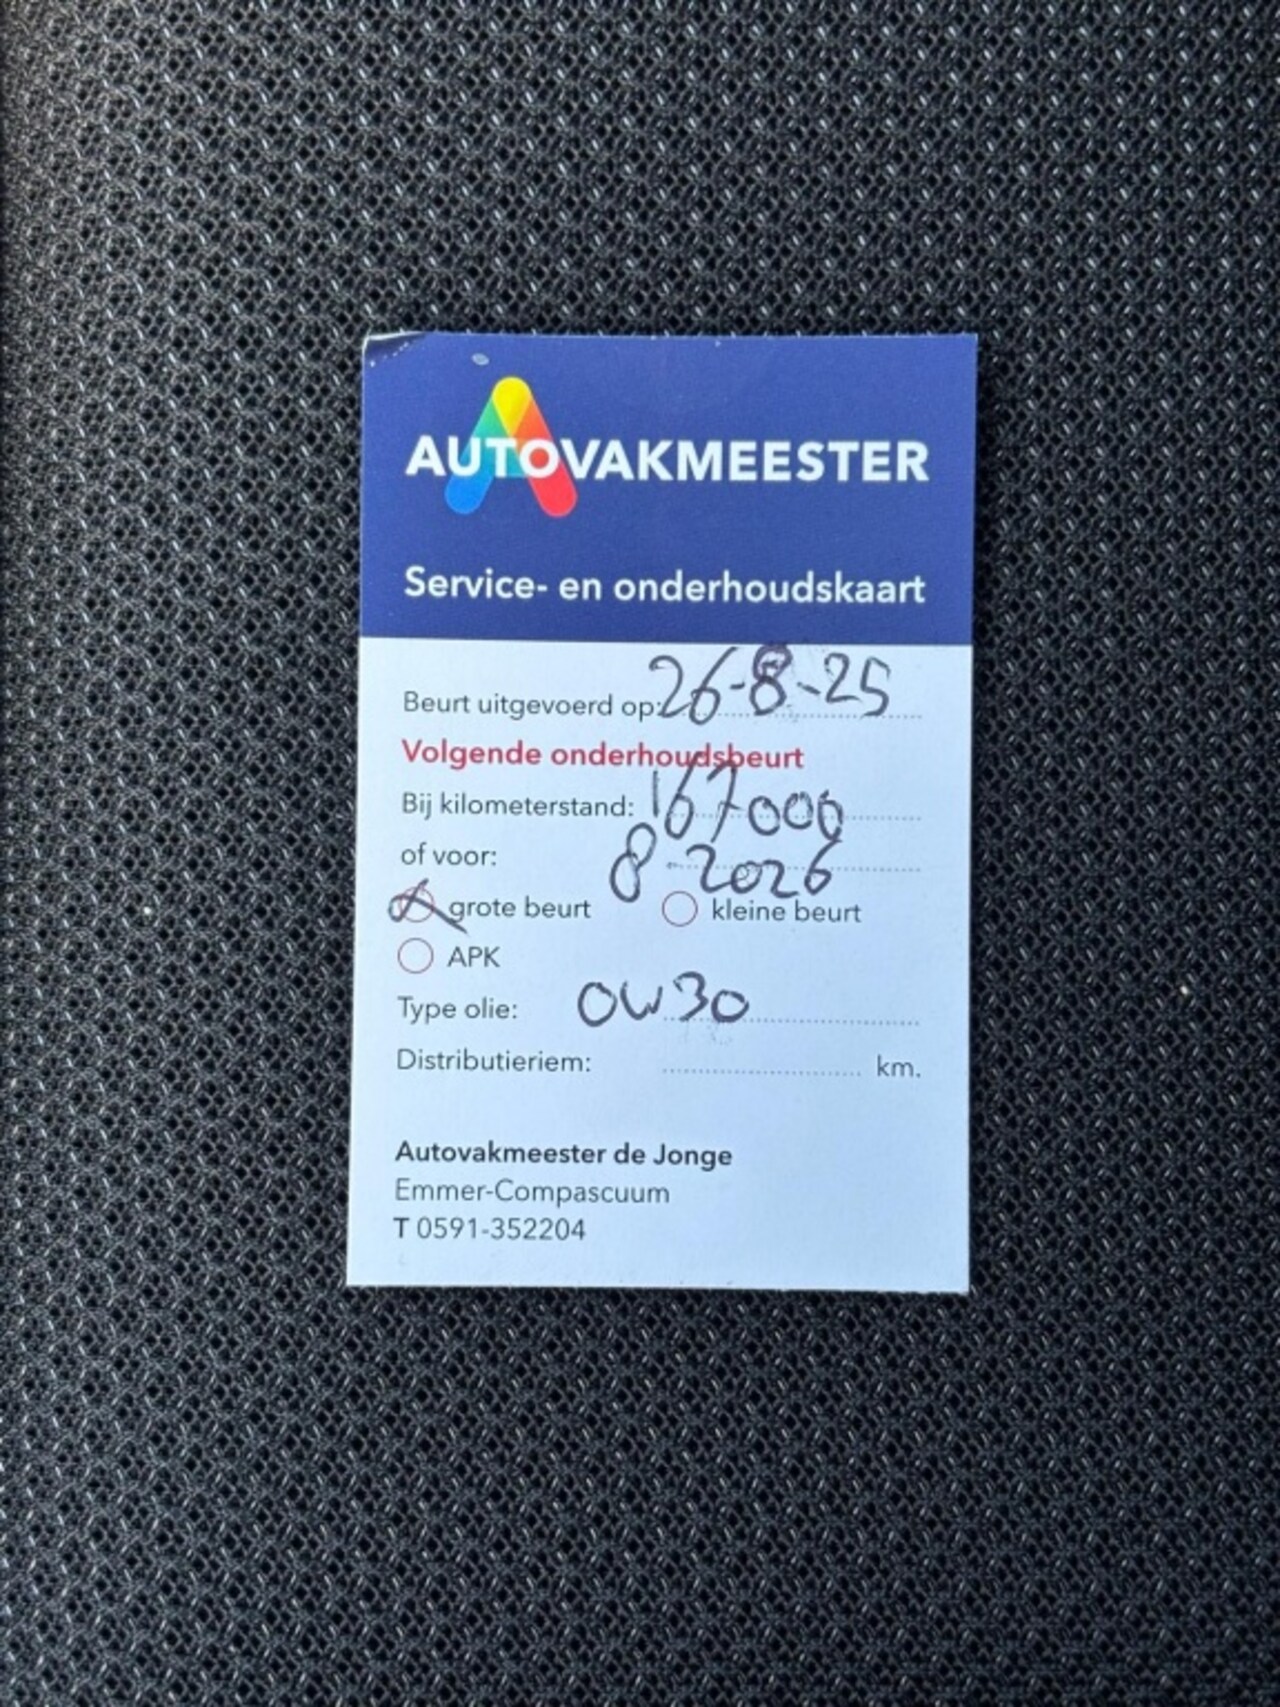 AUTOVAKMEESTER
Service- en onderhoudskaart
Beurt uitgevoerd op: 26-8-25
Volgende onderhoudsbeurt
Bij kilometerstand: 167000
of voor: 8-2026
grote beurt kleine beurt
APK
Type olie: 0W30
Distributieriem: km.
Autovakmeester de Jonge
Emmer-Compascuum
T 0591-352204